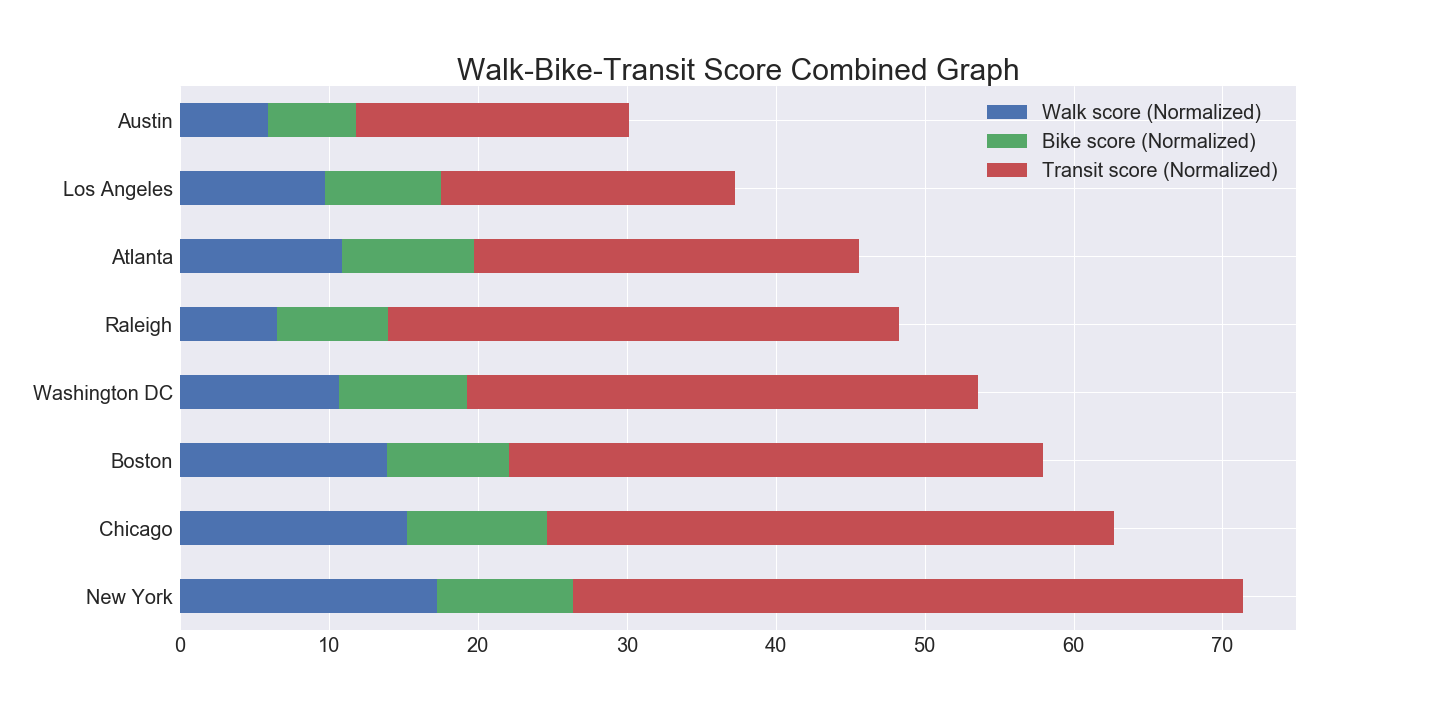 Walk-Bike-Transit Score Combined Graph
Walk score (Normalized)
Bike score (Normalized)
Transit score (Normalized)
Austin
Los Angeles
Atlanta
Raleigh
Washington DC
Boston
Chicago
New York
0 10 20 30 40 50 60 70